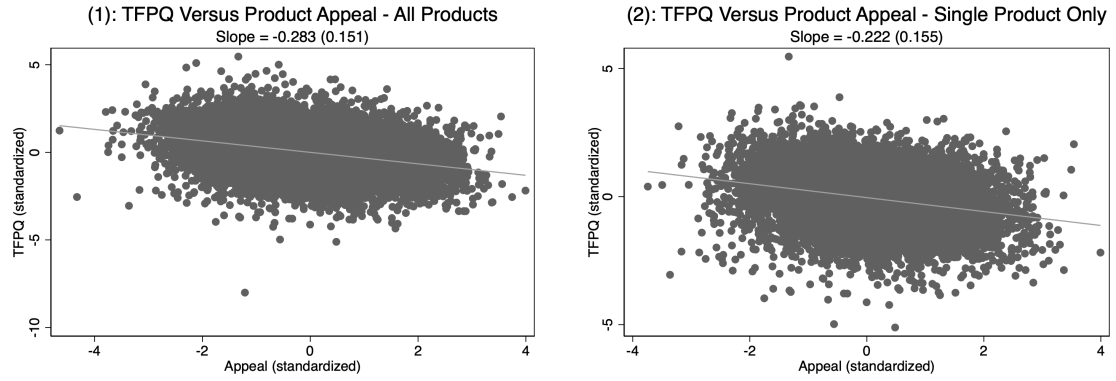 (1): TFPQ Versus Product Appeal - All Products
Slope = -0.283 (0.151)
TFPQ (standardized)
5
0
-5
-10
-4
-2
0
2
4
Appeal (standardized)
(2): TFPQ Versus Product Appeal - Single Product Only
Slope = -0.222 (0.155)
TFPQ (standardized)
5
0
-5
-4
-2
0
2
4
Appeal (standardized)